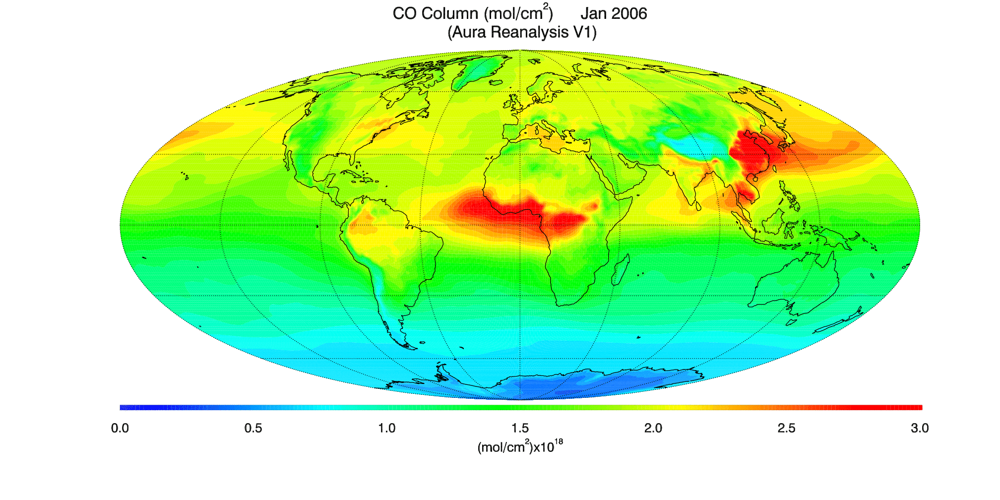 CO Column (mol/cm²) Jan 2006
(Aura Reanalysis V1)
0.0 0.5 1.0 1.5 2.0 2.5 3.0
(mol/cm²)x10¹⁸